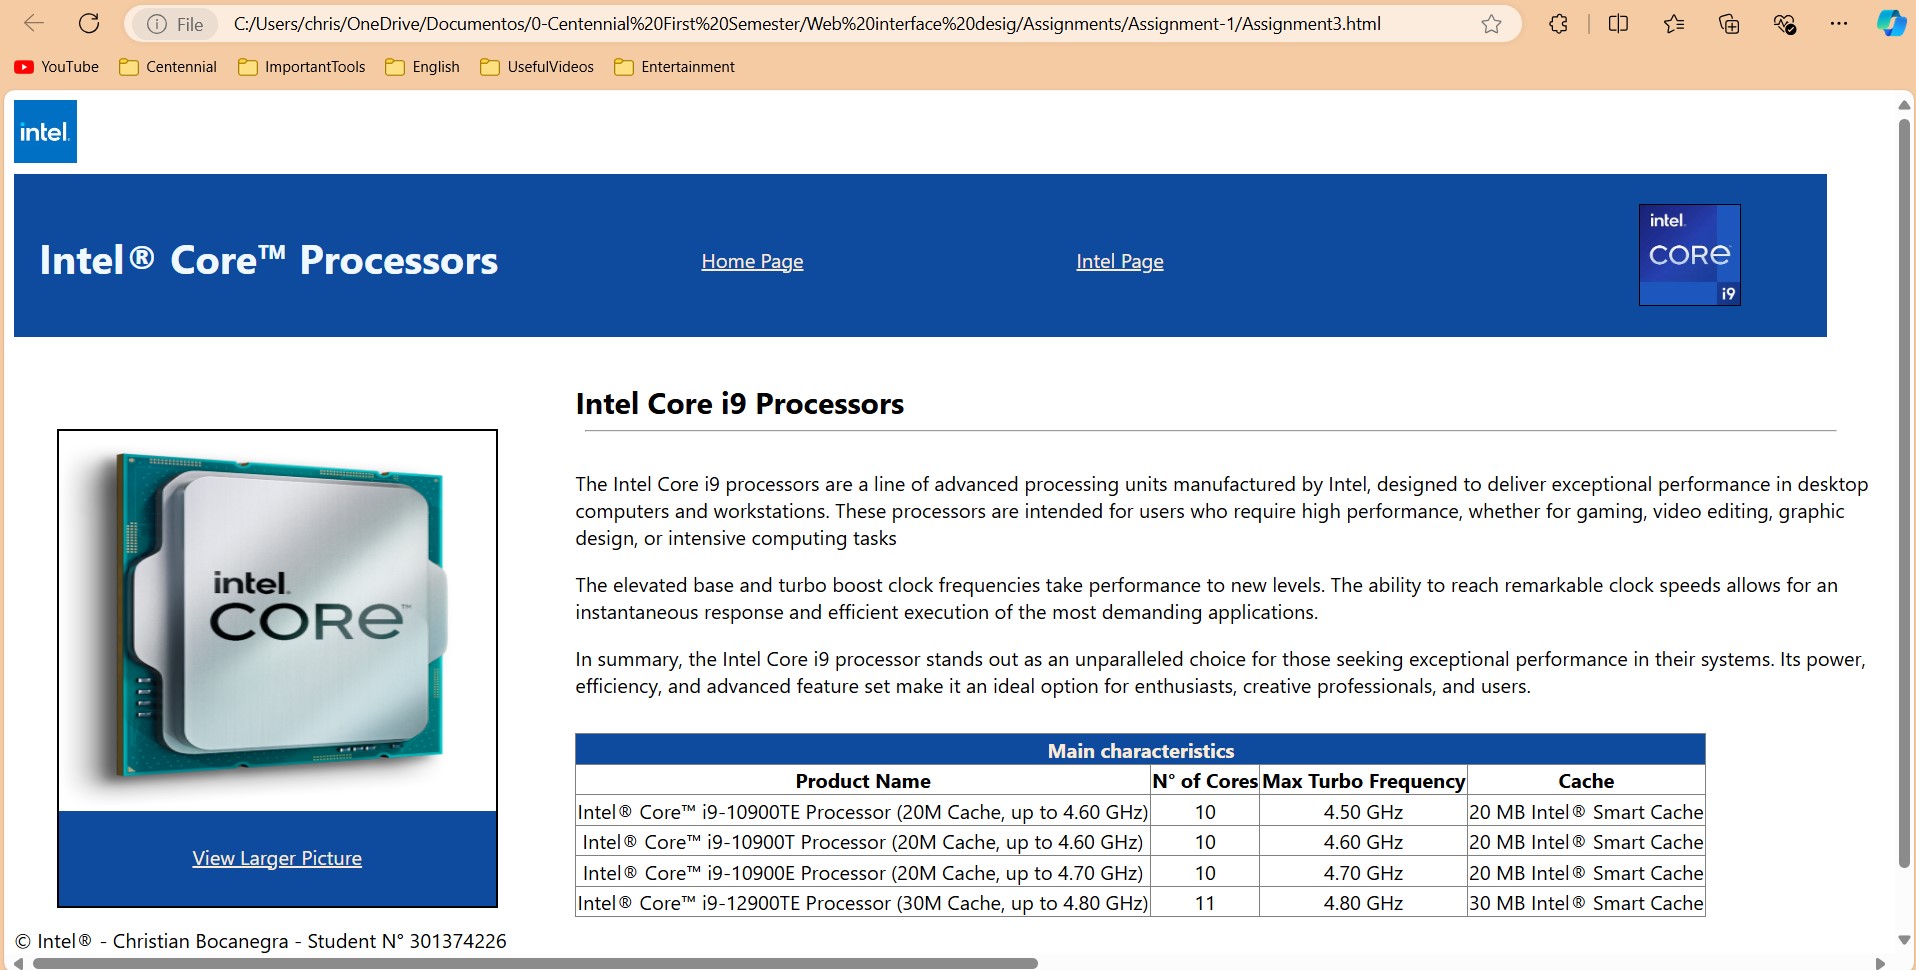 File C:/Users/chris/OneDrive/Documentos/0-Centennial%20First%20Semester/Web%20interface%20desig/Assignments/Assignment-1/Assignment3.html
YouTube Centennial ImportantTools English UsefulVideos Entertainment
intel.
Intel® Core™ Processors Home Page Intel Page
intel.
CORE
i9
Intel Core i9 Processors
The Intel Core i9 processors are a line of advanced processing units manufactured by Intel, designed to deliver exceptional performance in desktop
computers and workstations. These processors are intended for users who require high performance, whether for gaming, video editing, graphic
design, or intensive computing tasks
The elevated base and turbo boost clock frequencies take performance to new levels. The ability to reach remarkable clock speeds allows for an
instantaneous response and efficient execution of the most demanding applications.
In summary, the Intel Core i9 processor stands out as an unparalleled choice for those seeking exceptional performance in their systems. Its power,
efficiency, and advanced feature set make it an ideal option for enthusiasts, creative professionals, and users.
intel.
CORE™
View Larger Picture
Main characteristics
Product Name N° of Cores Max Turbo Frequency Cache
Intel® Core™ i9-10900TE Processor (20M Cache, up to 4.60 GHz) 10 4.50 GHz 20 MB Intel® Smart Cache
Intel® Core™ i9-10900T Processor (20M Cache, up to 4.60 GHz) 10 4.60 GHz 20 MB Intel® Smart Cache
Intel® Core™ i9-10900E Processor (20M Cache, up to 4.70 GHz) 10 4.70 GHz 20 MB Intel® Smart Cache
Intel® Core™ i9-12900TE Processor (30M Cache, up to 4.80 GHz) 11 4.80 GHz 30 MB Intel® Smart Cache
© Intel® - Christian Bocanegra - Student N° 301374226